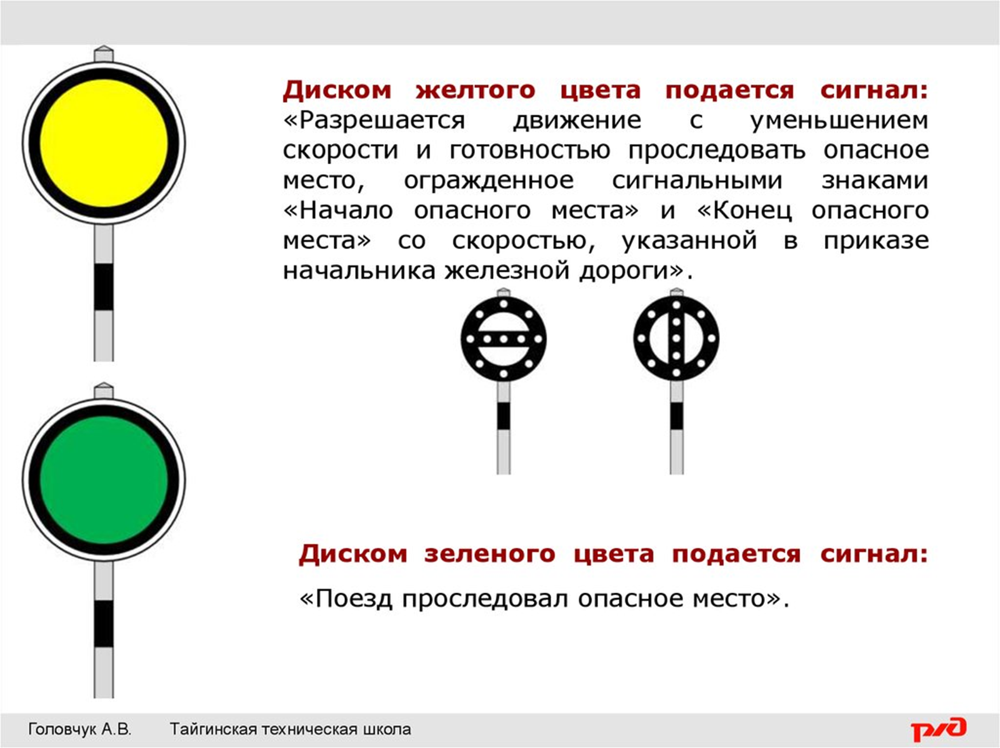 Диском желтого цвета подается сигнал:
«Разрешается движение с уменьшением
скорости и готовностью проследовать опасное
место, огражденное сигнальными знаками
«Начало опасного места» и «Конец опасного
места» со скоростью, указанной в приказе
начальника железной дороги».
Диском зеленого цвета подается сигнал:
«Поезд проследовал опасное место».
Головчук А.В. Тайгинская техническая школа
ржд